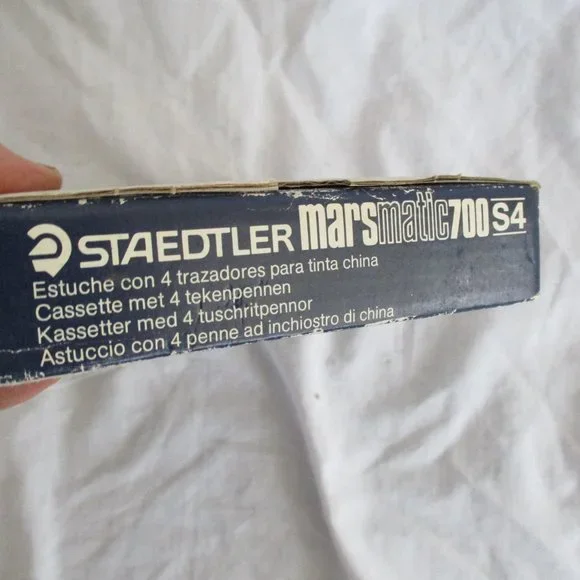 STAEDTLER marsmatic700 S4
Estuche con 4 trazadores para tinta china
Cassette met 4 tekenpennen
Kassetter med 4 tuschritpennor
Astuccio con 4 penne ad inchiostro di china